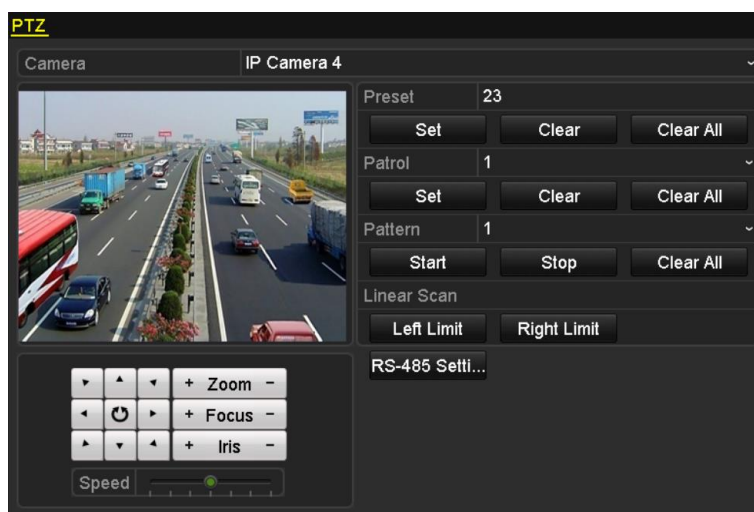 PTZ
Camera IP Camera 4
Preset 23
Set Clear Clear All
Patrol 1
Set Clear Clear All
Pattern 1
Start Stop Clear All
Linear Scan
Left Limit Right Limit
RS-485 Setti...
+ Zoom -
+ Focus -
+ Iris -
Speed